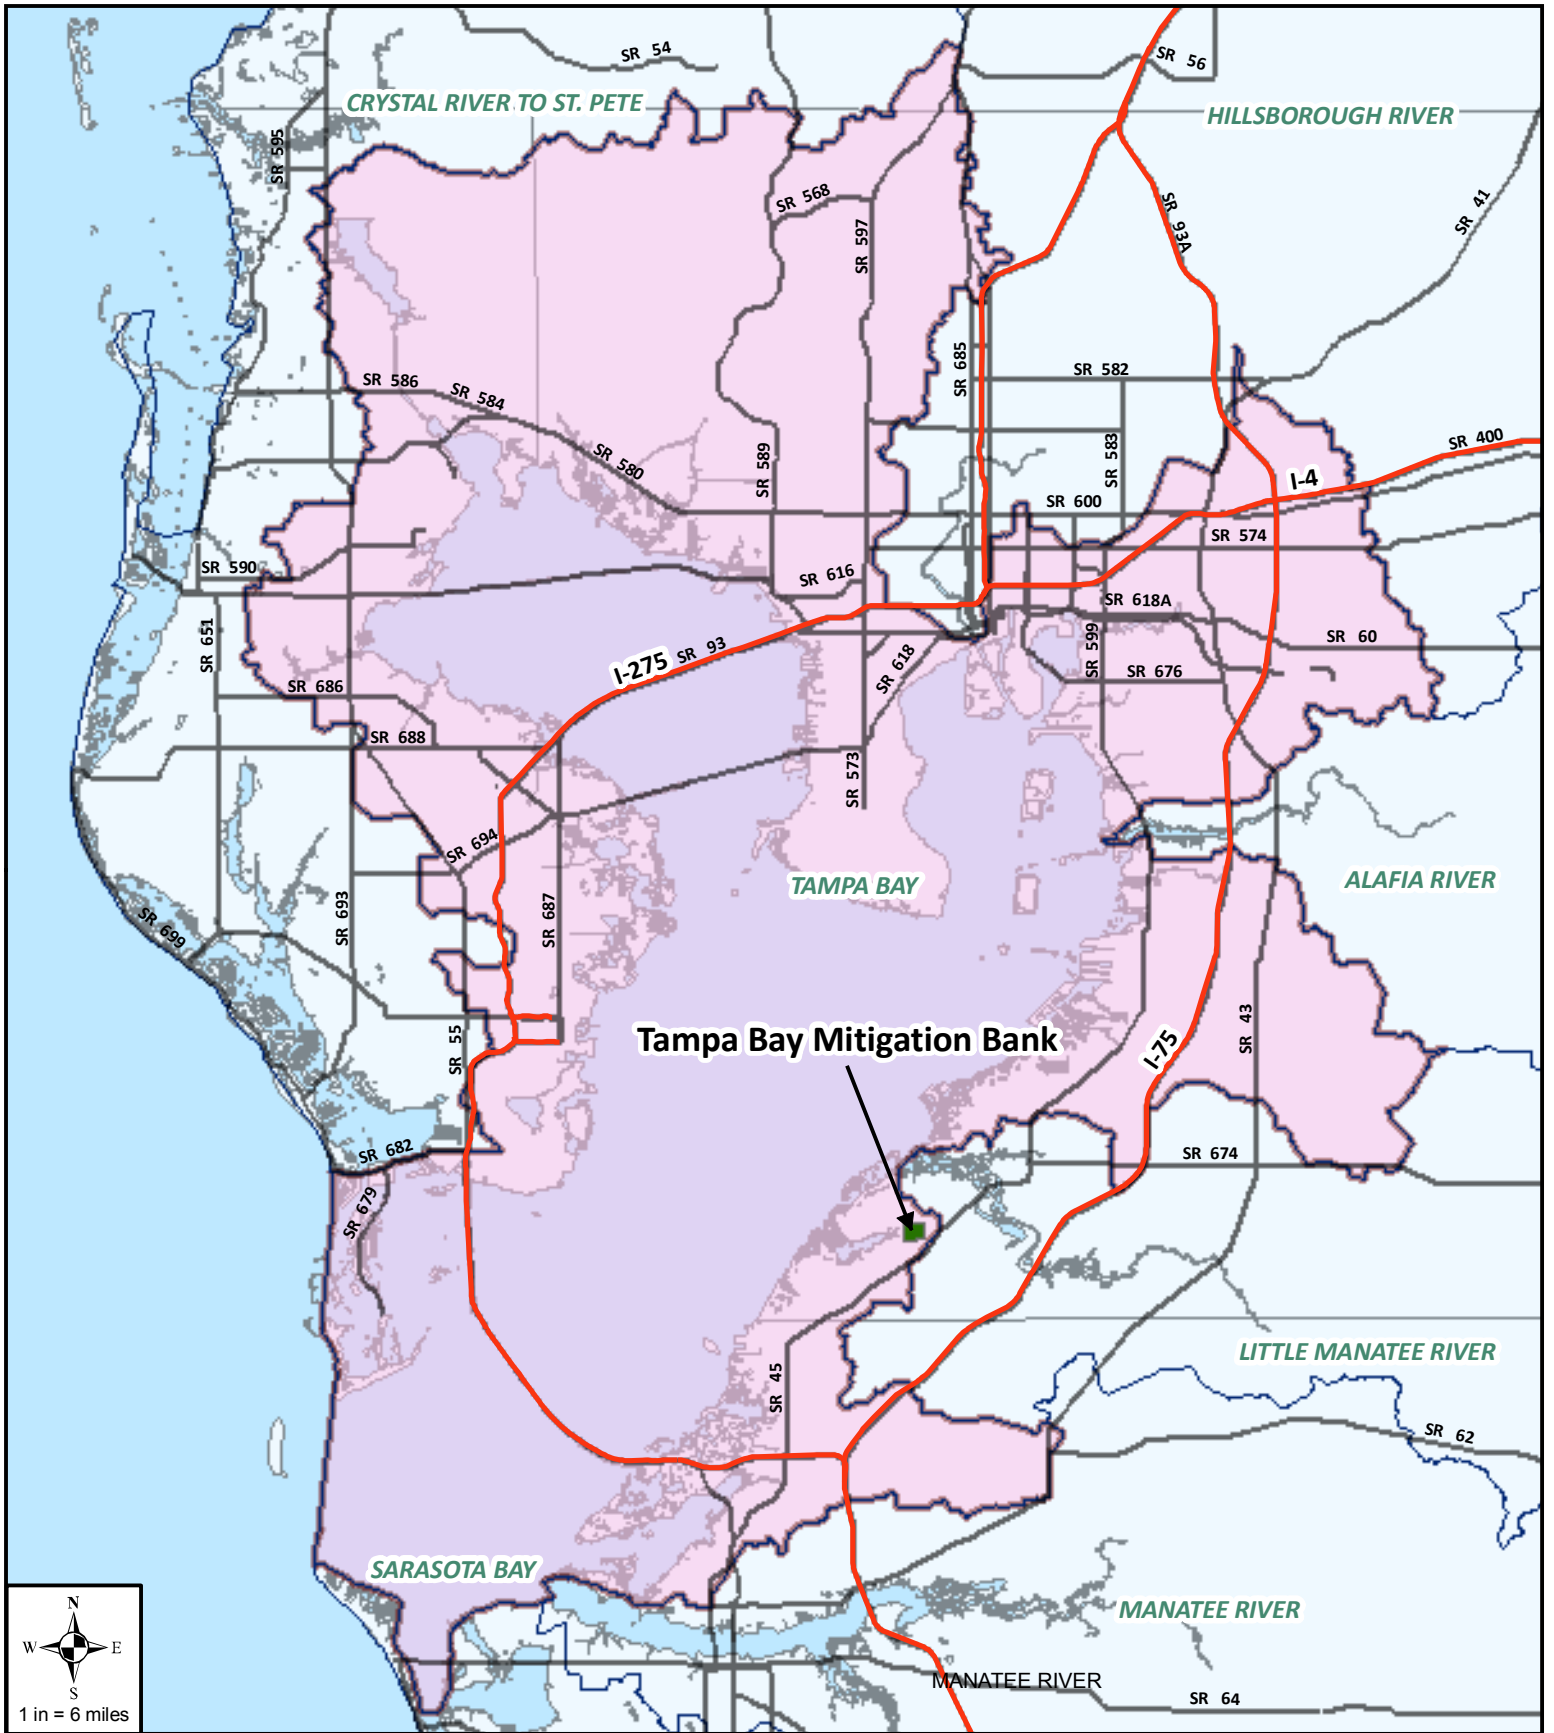 SR 54
SR 56
CRYSTAL RIVER TO ST. PETE
HILLSBOROUGH RIVER
SR 595
SR 568
SR 597
SR 93A
SR 41
SR 685
SR 582
SR 586
SR 584
SR 580
SR 589
SR 583
SR 400
I-4
SR 600
SR 574
SR 590
SR 616
SR 618A
SR 651
SR 599
SR 60
I-275
SR 93
SR 618
SR 676
SR 686
SR 688
SR 573
SR 694
TAMPA BAY
ALAFIA RIVER
SR 693
SR 687
SR 699
SR 55
Tampa Bay Mitigation Bank
SR 43
I-75
SR 682
SR 674
SR 679
LITTLE MANATEE RIVER
SR 45
SR 62
SARASOTA BAY
MANATEE RIVER
MANATEE RIVER
SR 64
N
W
E
S
1 in = 6 miles